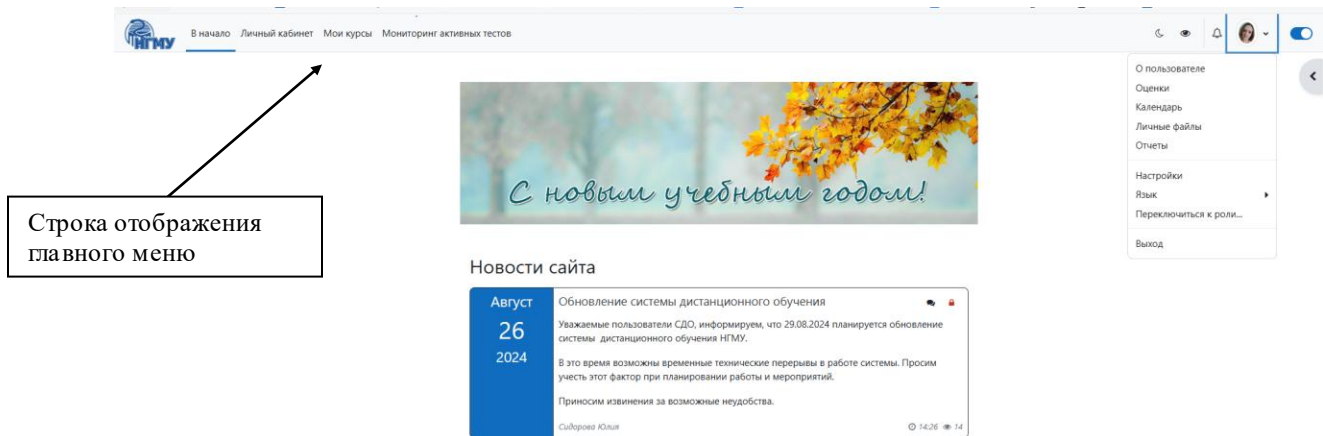 НГМУ
В начало Личный кабинет Мои курсы Мониторинг активных тестов
О пользователе
Оценки
Календарь
Личные файлы
Отчеты
Настройки
Язык
Переключиться к роли...
Выход
С новым учебным годом!
Строка отображения
главного меню
Новости сайта
Август
26
2024
Обновление системы дистанционного обучения
Уважаемые пользователи СДО, информируем, что 29.08.2024 планируется обновление
системы дистанционного обучения НГМУ.
В это время возможны временные технические перерывы в работе системы. Просим
учесть этот фактор при планировании работы и мероприятий.
Приносим извинения за возможные неудобства.
Сидорова Юлия
14:26 14